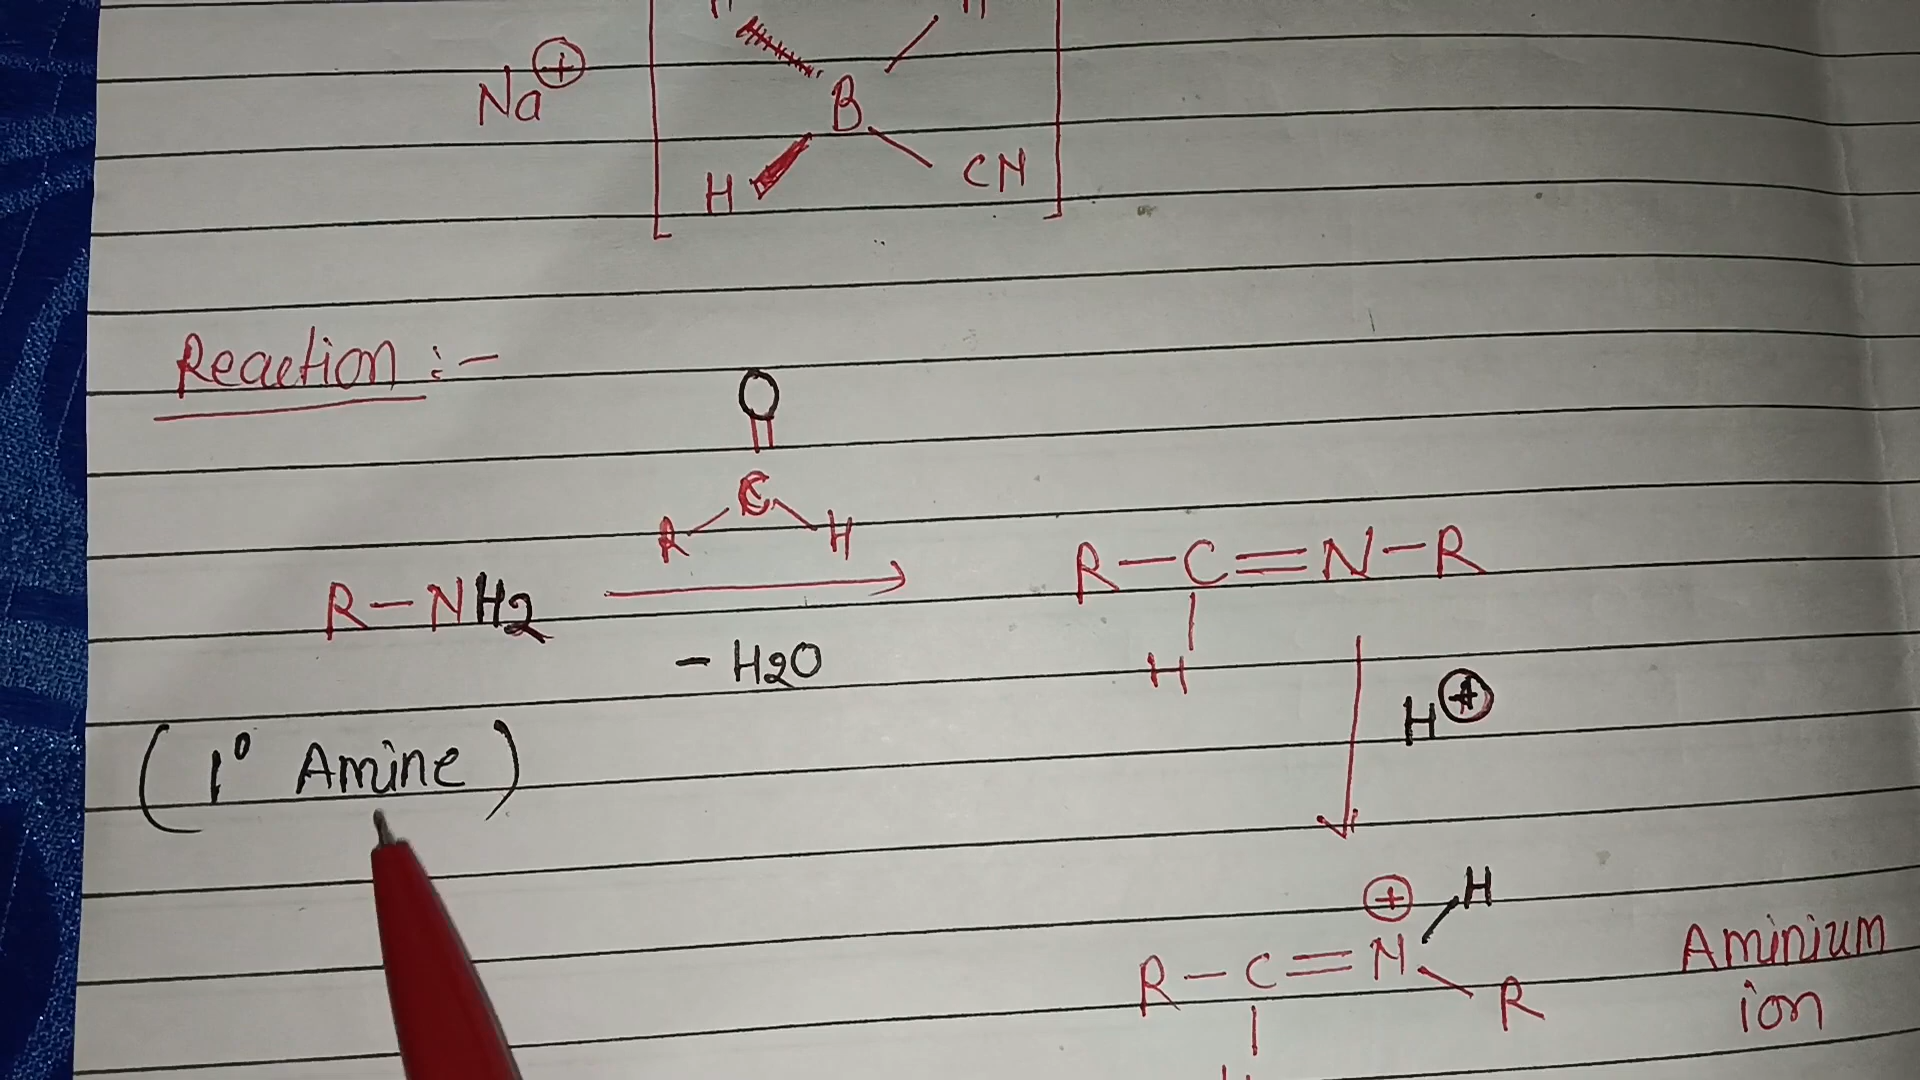 Na⊕
B
H
CN
Reaction :-
O
C
R H
R-NH2
- H2O
R-C=N-R
H
H⊕
(1° Amine)
⊕ H
R-C=N
R
Aminium
ion